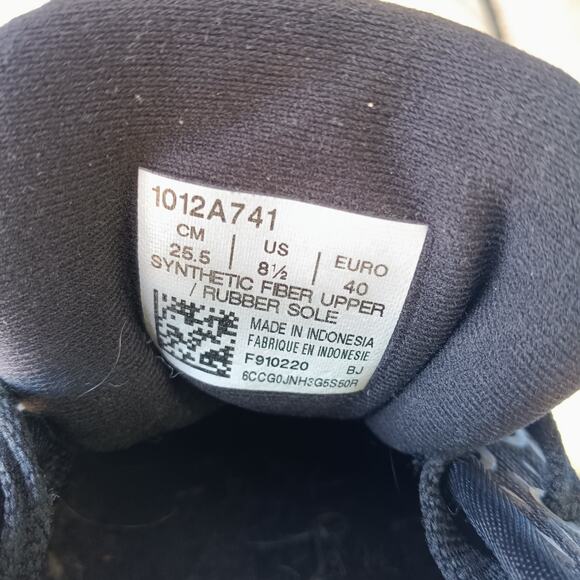 1012A741
CM | US | EURO
25.5 | 8½ | 40
SYNTHETIC FIBER UPPER
/ RUBBER SOLE
MADE IN INDONESIA
FABRIQUE EN INDONESIE
F910220 BJ
6CCG0JNH3G5S50R